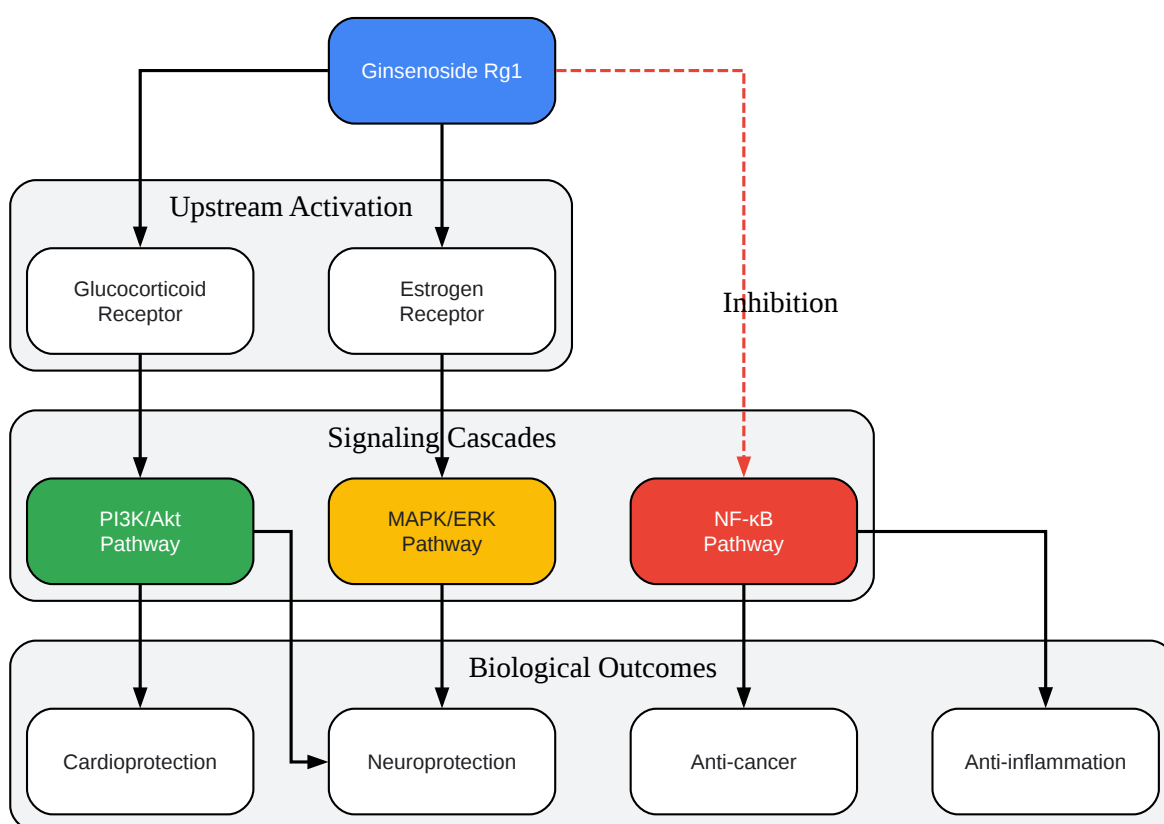 Ginsenoside Rg1
Upstream Activation
Glucocorticoid
Receptor
Estrogen
Receptor
Inhibition
Signaling Cascades
PI3K/Akt
Pathway
MAPK/ERK
Pathway
NF-κB
Pathway
Biological Outcomes
Cardioprotection
Neuroprotection
Anti-cancer
Anti-inflammation